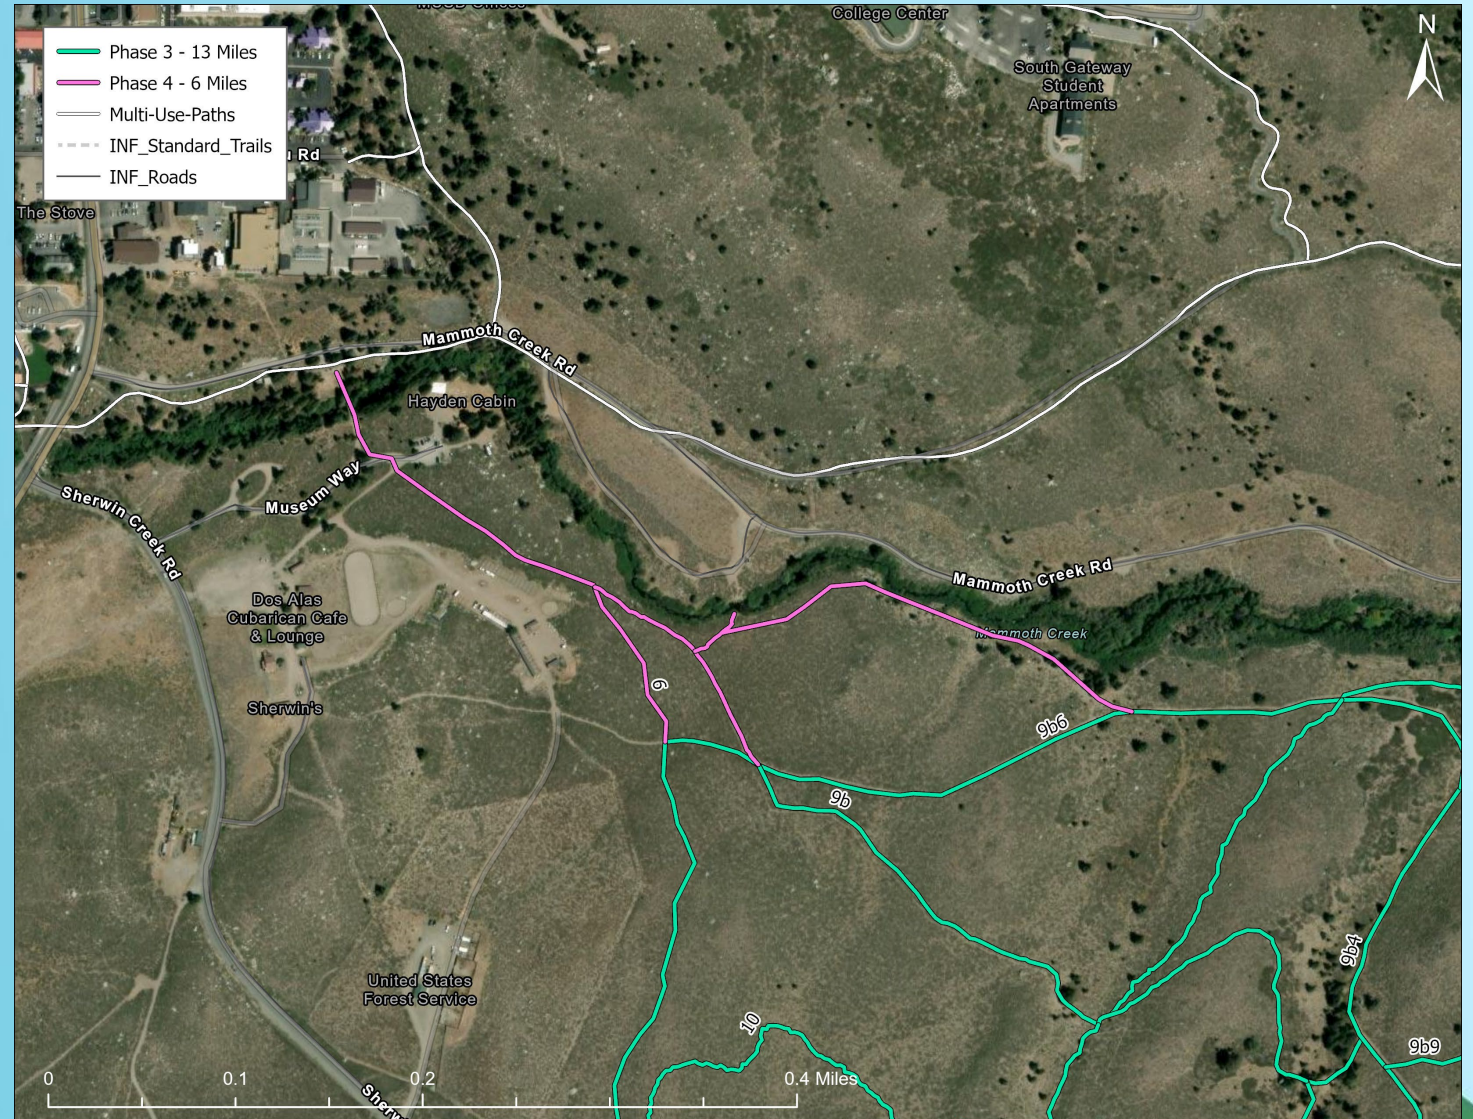 College Center
N
Phase 3 - 13 Miles
Phase 4 - 6 Miles
Multi-Use-Paths
INF_Standard_Trails
INF_Roads
South Gateway
Student
Apartments
Rd
The Stove
Mammoth Creek Rd
Hayden Cabin
Museum Way
Sherwin Creek Rd
Mammoth Creek Rd
Dos Alas
Cubarican Cafe
& Lounge
Mammoth Creek
Sherwin's
9b6
9b
9b4
United States
Forest Service
10
9b9
0
0.1
0.2
0.4 Miles